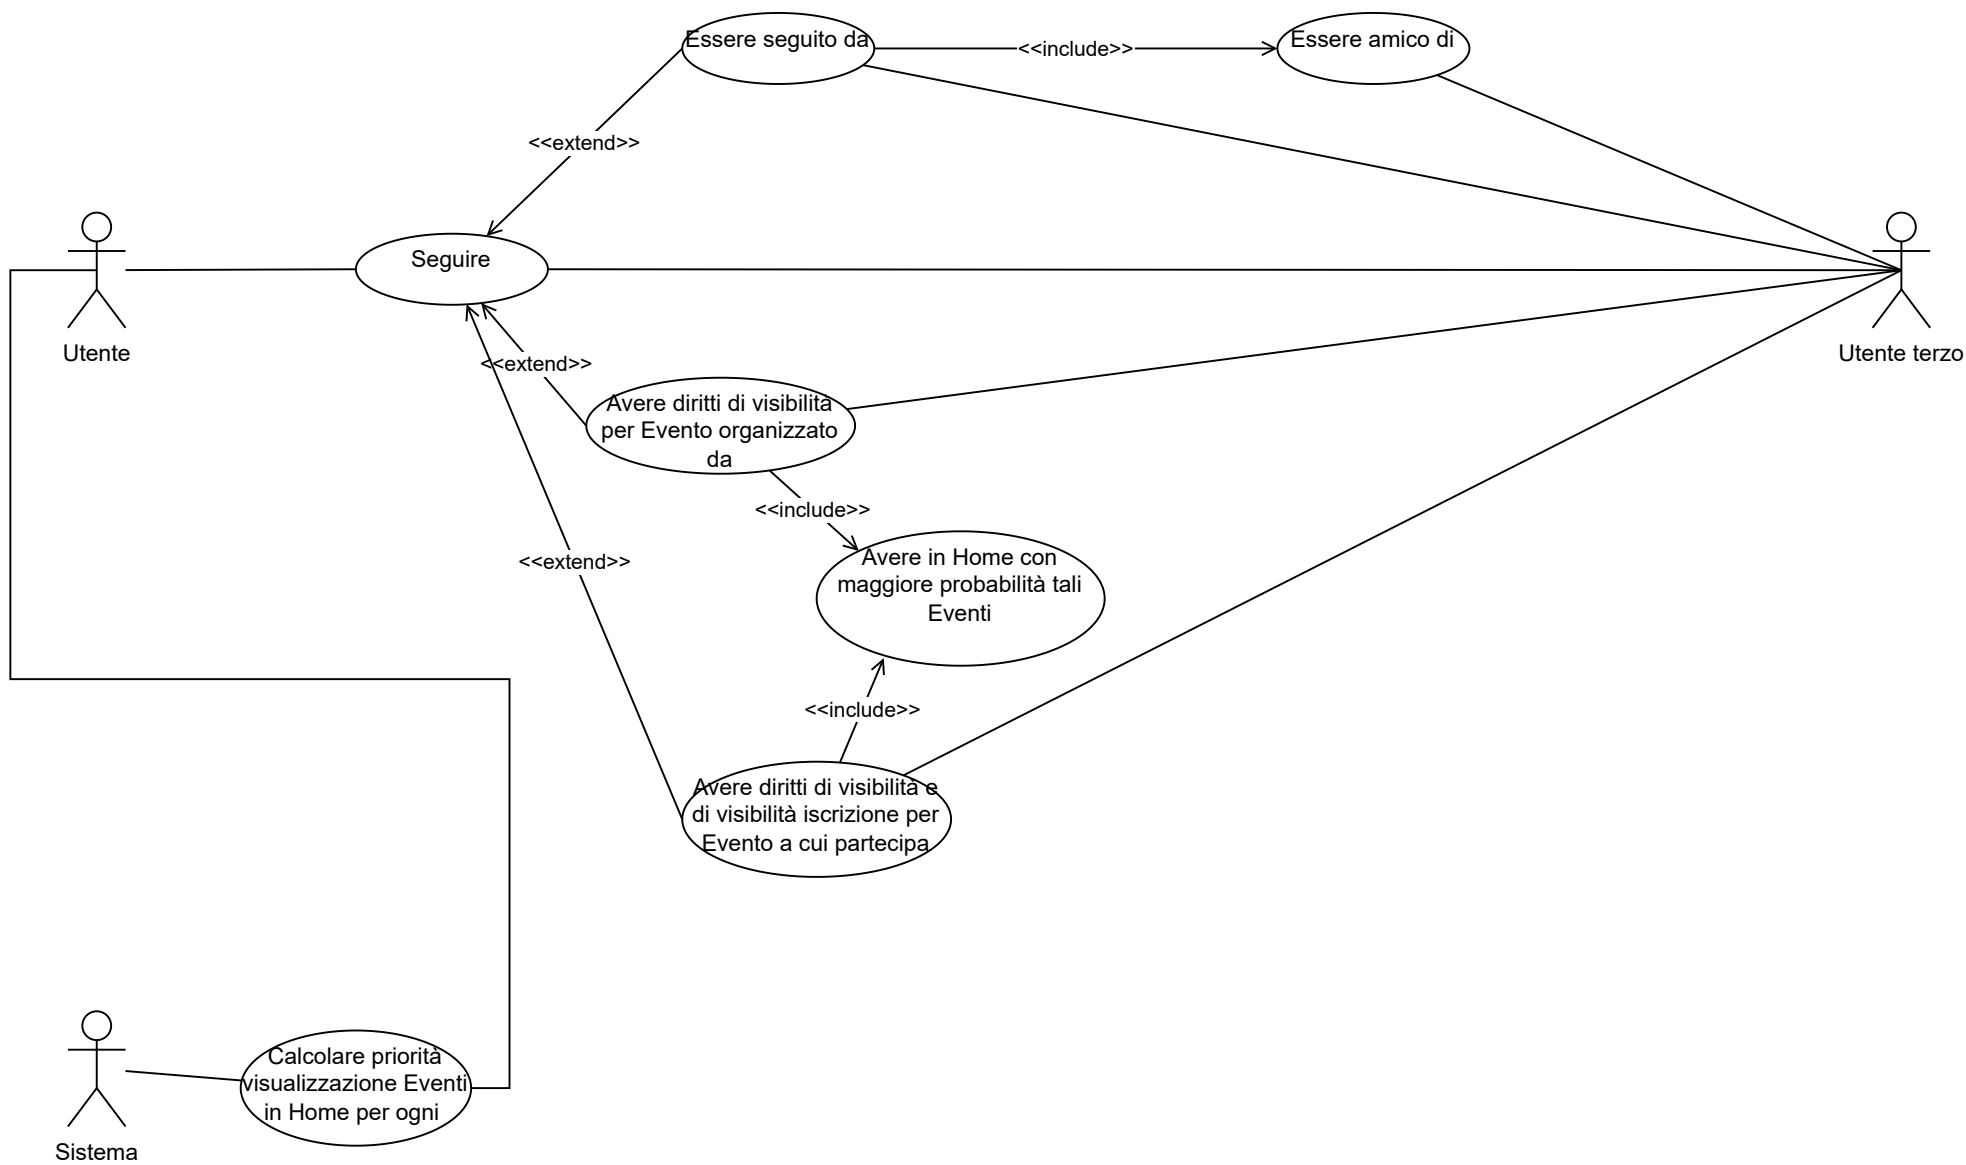 Essere seguito da
<<include>>
Essere amico di
<<extend>>
Seguire
Utente
Utente terzo
<<extend>>
Avere diritti di visibilità
per Evento organizzato
da
<<include>>
Avere in Home con
maggiore probabilità tali
Eventi
<<extend>>
<<include>>
Avere diritti di visibilità e
di visibilità iscrizione per
Evento a cui partecipa
Calcolare priorità
visualizzazione Eventi
in Home per ogni
Sistema